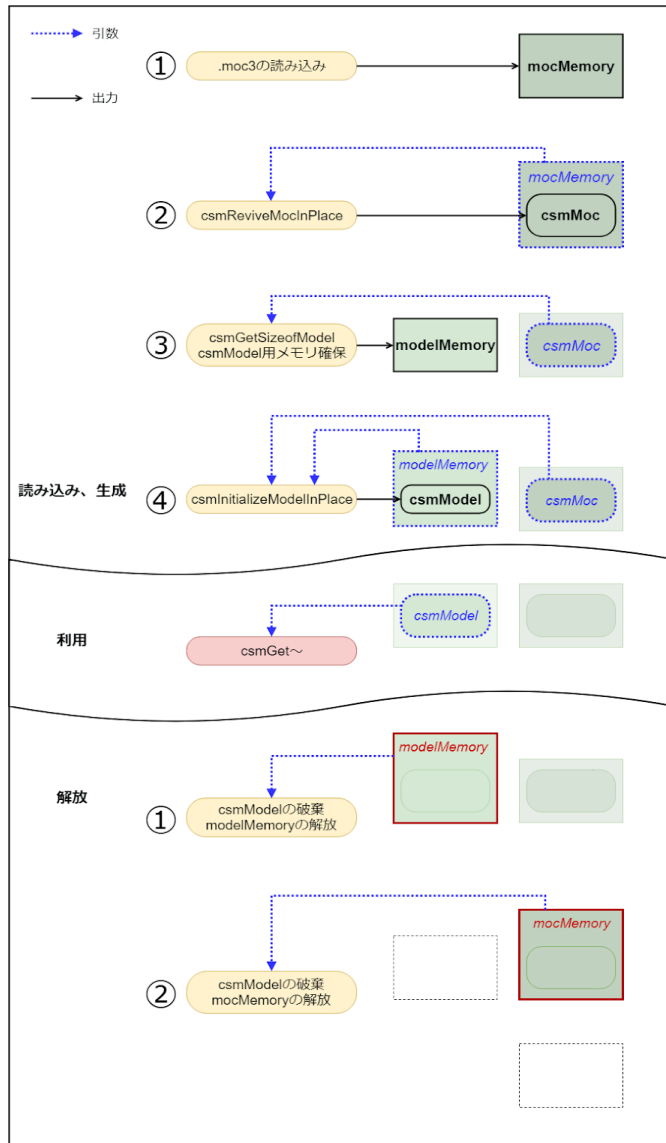 引数
出力
① .moc3の読み込み mocMemory
mocMemory
② csmReviveMocInPlace csmMoc
③ csmGetSizeofModel
csmModel用メモリ確保 modelMemory csmMoc
読み込み、生成
modelMemory
④ csmInitializeModelInPlace csmModel csmMoc
利用
csmModel
csmGet～
解放
modelMemory
① csmModelの破棄
modelMemoryの解放
mocMemory
② csmModelの破棄
mocMemoryの解放